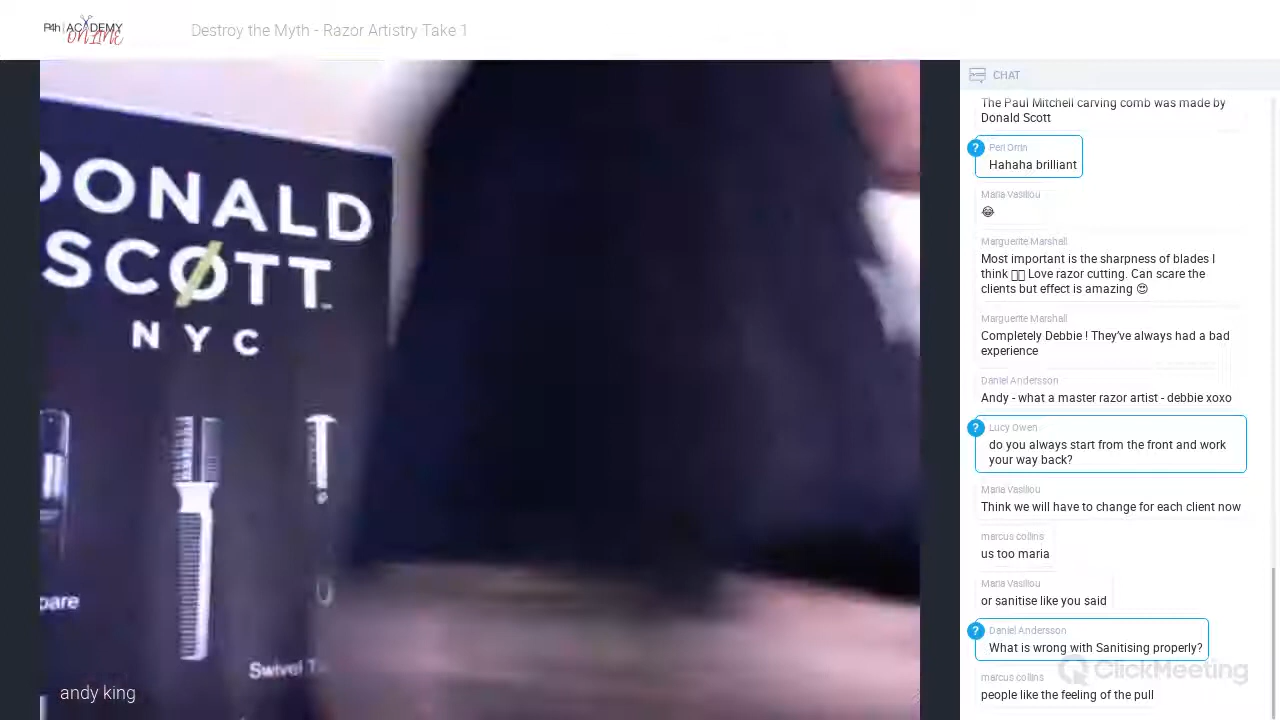 P4h ACADEMY
ONLINE
Destroy the Myth - Razor Artistry Take 1
DONALD
SCOTT
NYC
pare
Swivel
andy king
CHAT
The Paul Mitchell carving comb was made by
Donald Scott
?
Peri Orrin
Hahaha brilliant
Maria Vasiliou
😂
Marguerite Marshall
Most important is the sharpness of blades I
think Love razor cutting. Can scare the
clients but effect is amazing 😍
Marguerite Marshall
Completely Debbie ! They've always had a bad
experience
Daniel Andersson
Andy - what a master razor artist - debbie xoxo
?
Lucy Owen
do you always start from the front and work
your way back?
Maria Vasiliou
Think we will have to change for each client now
marcus collins
us too maria
Maria Vasiliou
or sanitise like you said
?
Daniel Andersson
What is wrong with Sanitising properly?
ClickMeeting
marcus collins
people like the feeling of the pull